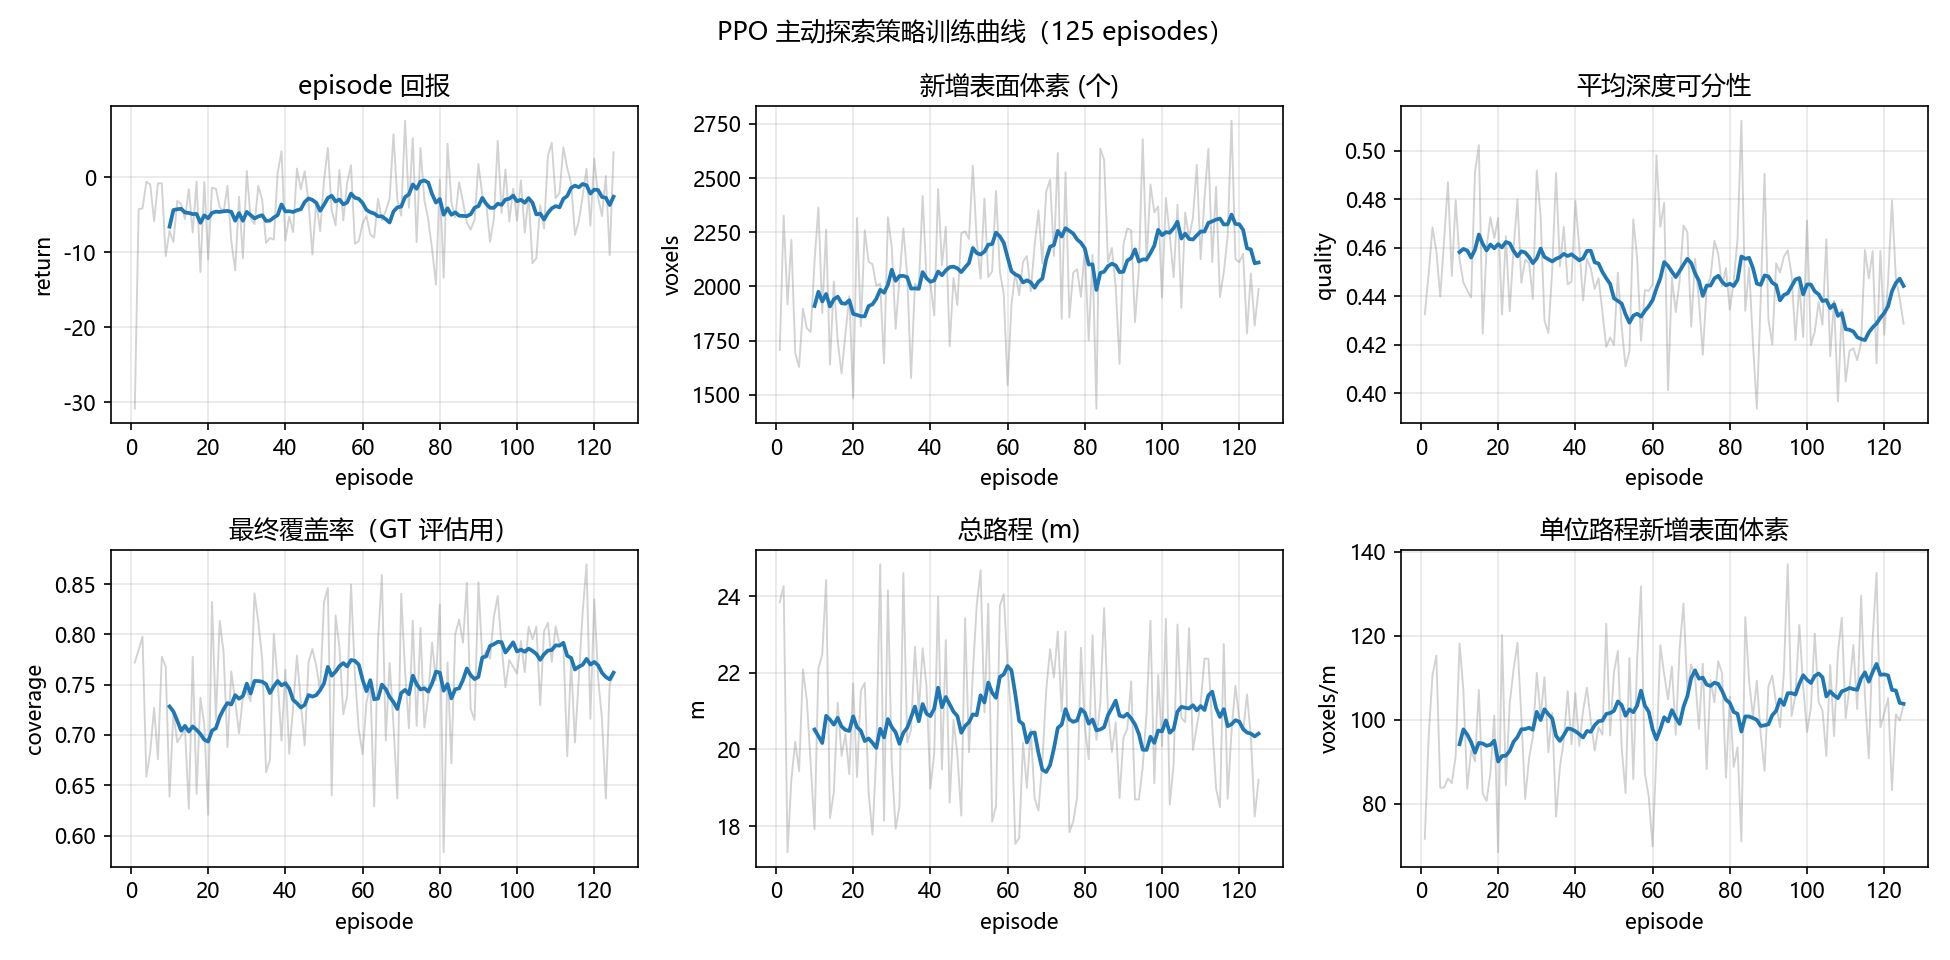 PPO 主动探索策略训练曲线（125 episodes）
episode 回报
return
0
-10
-20
-30
0 20 40 60 80 100 120
episode
新增表面体素 (个)
voxels
2750
2500
2250
2000
1750
1500
0 20 40 60 80 100 120
episode
平均深度可分性
quality
0.50
0.48
0.46
0.44
0.42
0.40
0 20 40 60 80 100 120
episode
最终覆盖率（GT 评估用）
coverage
0.85
0.80
0.75
0.70
0.65
0.60
0 20 40 60 80 100 120
episode
总路程 (m)
m
24
22
20
18
0 20 40 60 80 100 120
episode
单位路程新增表面体素
voxels/m
140
120
100
80
0 20 40 60 80 100 120
episode